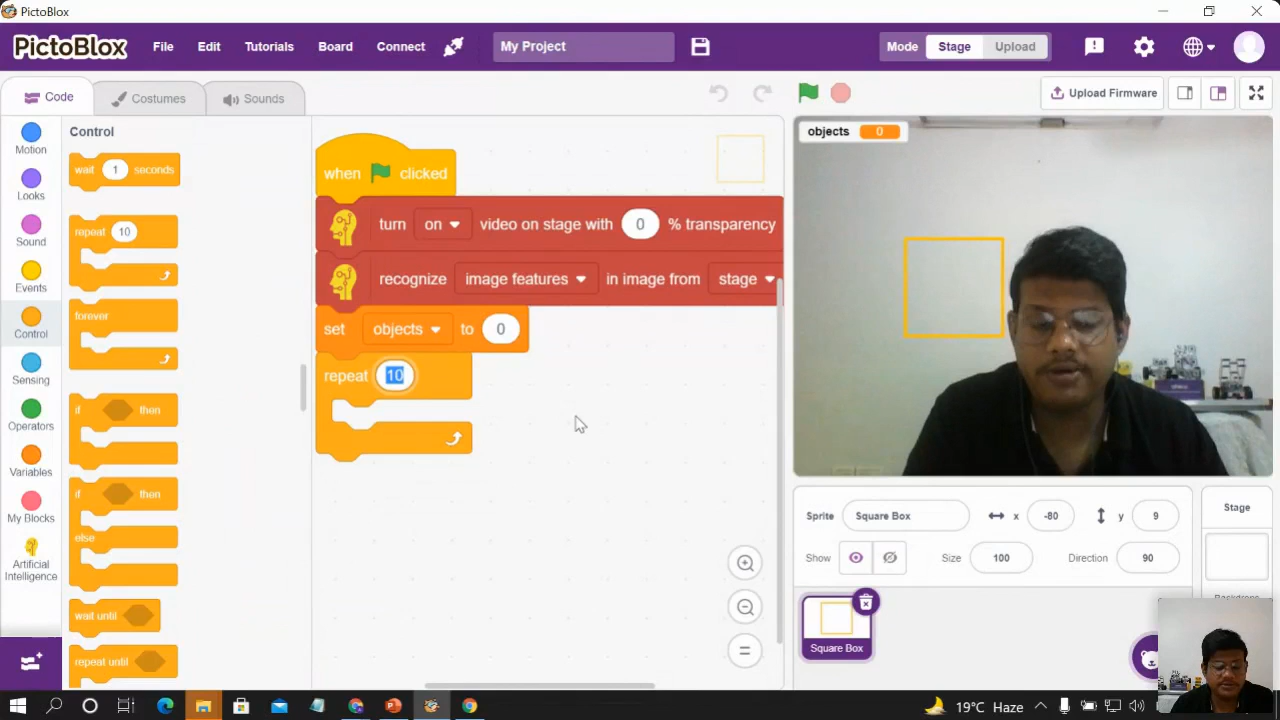 PictoBlox
PictoBlox File Edit Tutorials Board Connect My Project Mode Stage Upload
Code Costumes Sounds Upload Firmware
Motion
Looks
Sound
Events
Control
Sensing
Operators
Variables
My Blocks
Artificial
Intelligence
Control
wait 1 seconds
repeat 10
forever
if then
if then
else
wait until
repeat until
when clicked
turn on video on stage with 0 % transparency
recognize image features in image from stage
set objects to 0
repeat 10
objects 0
Sprite Square Box x -80 y 9
Show Size 100 Direction 90
Square Box
Stage
19°C Haze